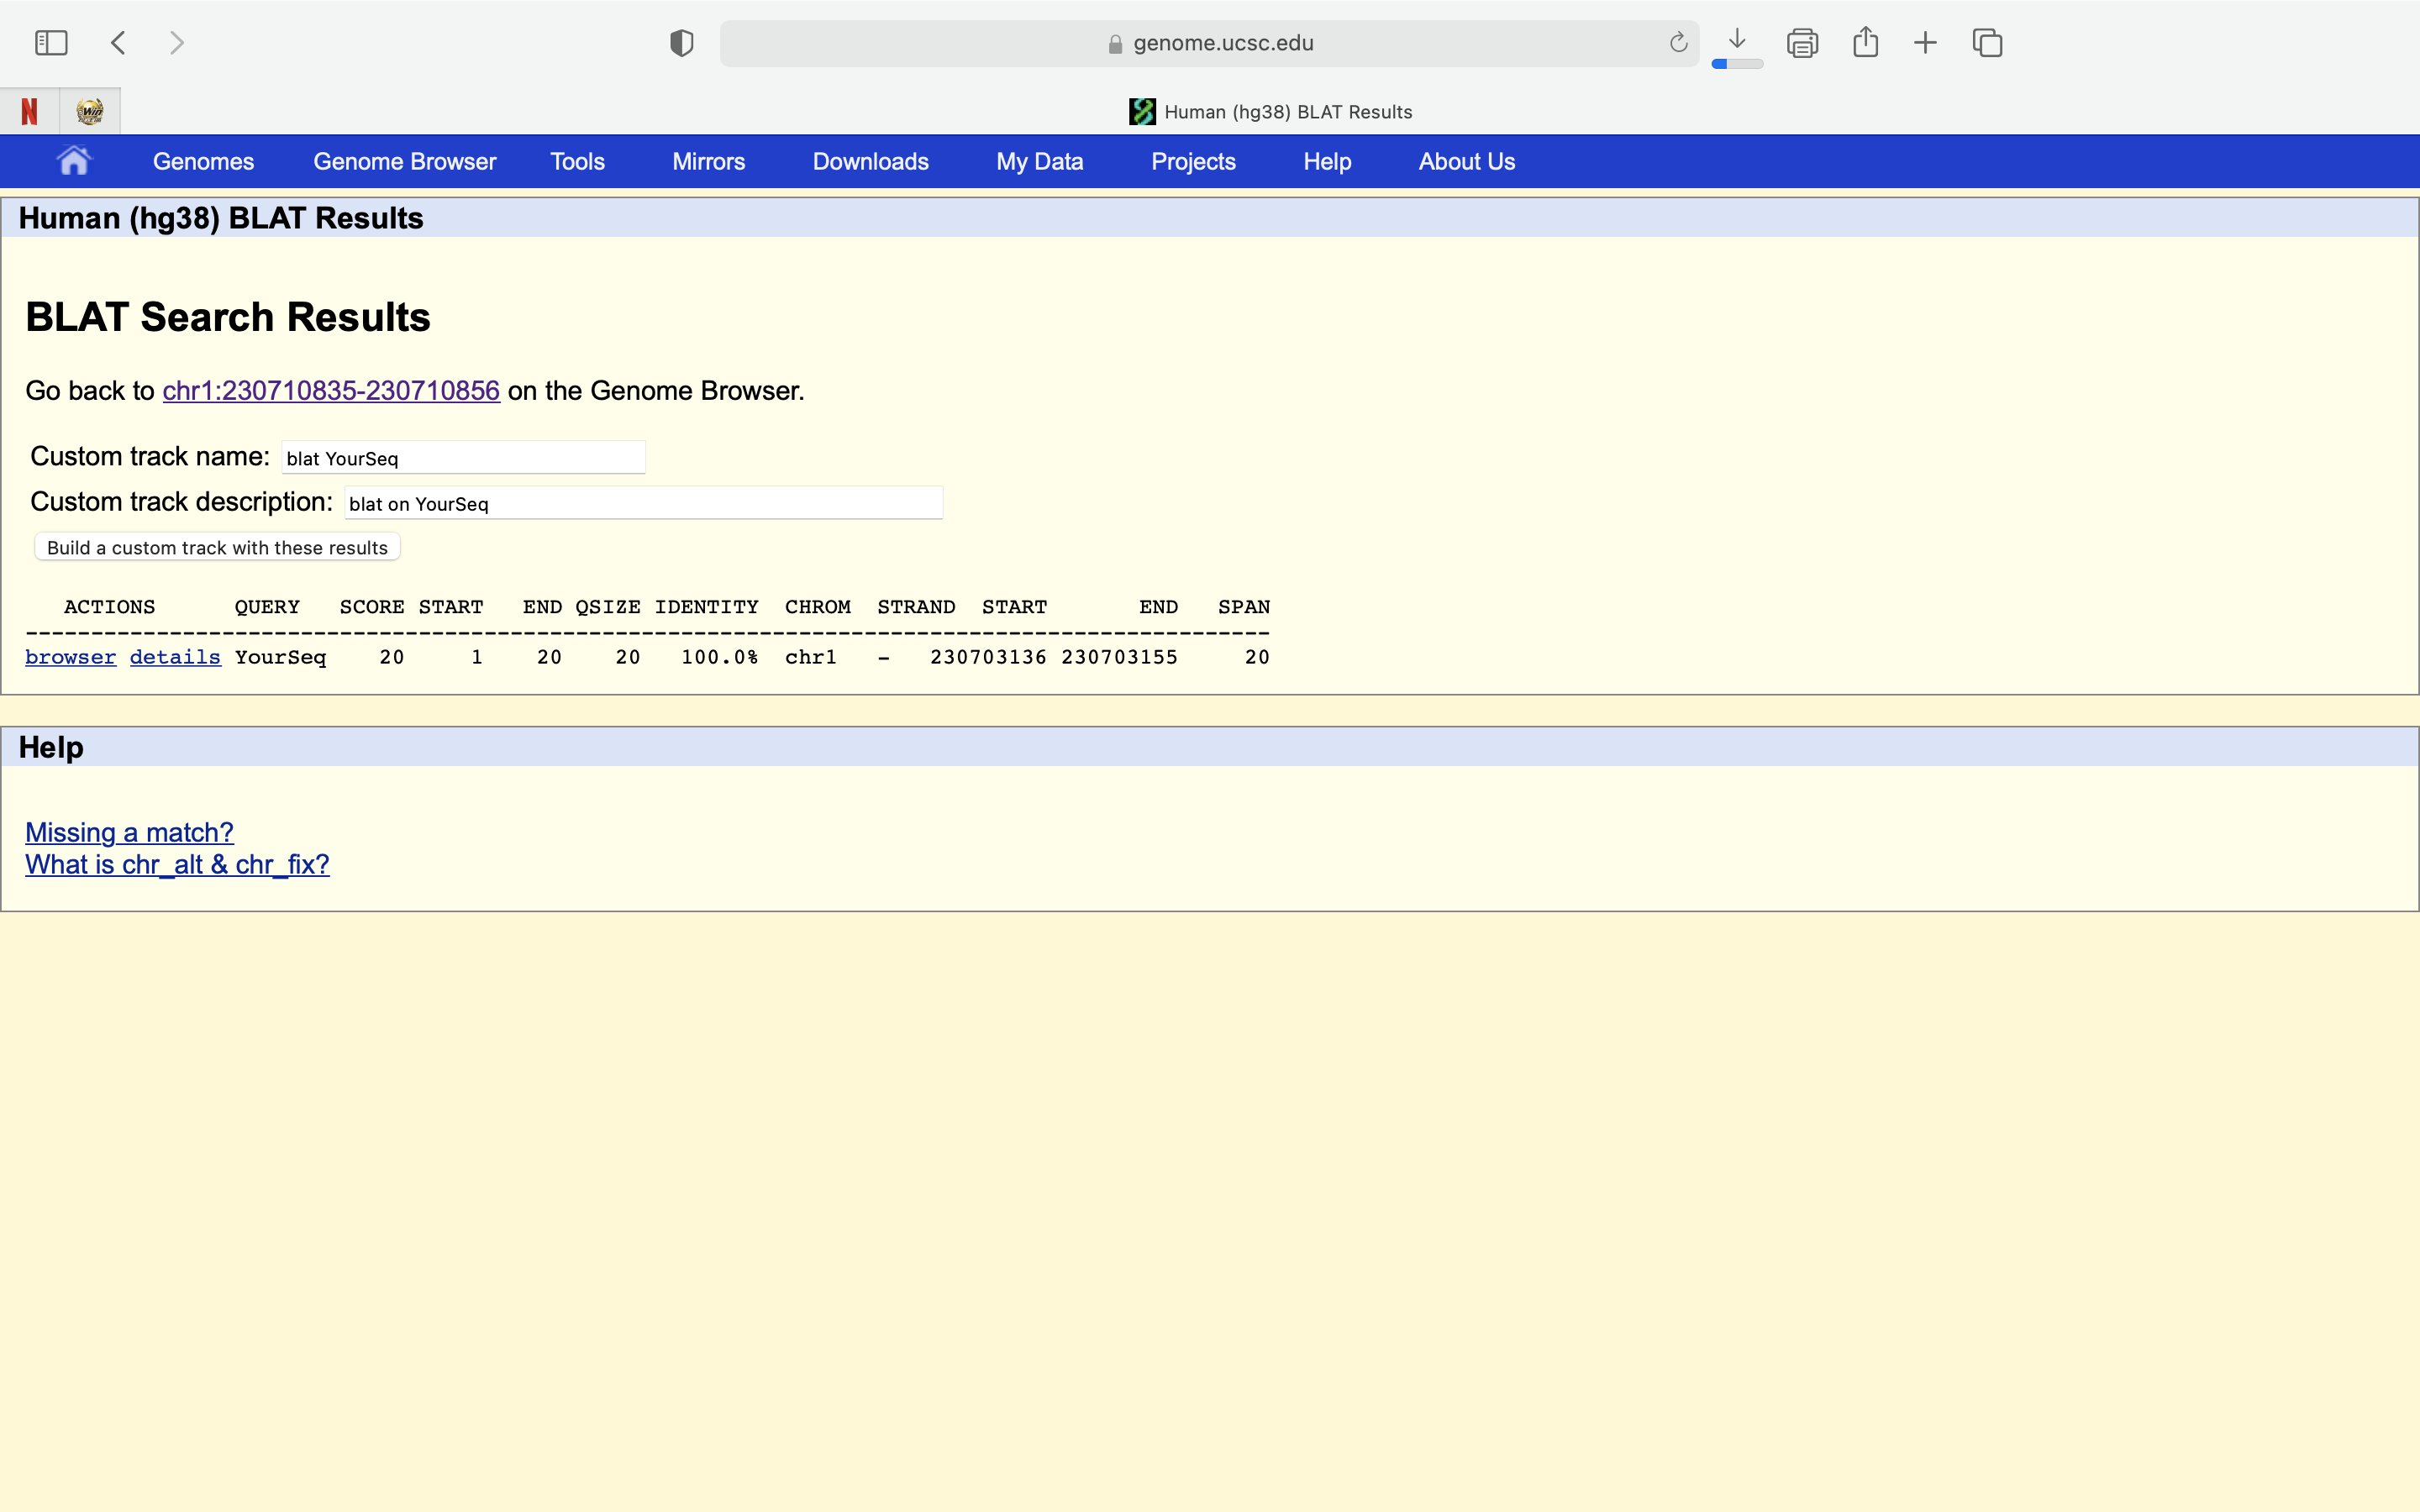 genome.ucsc.edu
N
Win
Human (hg38) BLAT Results
Genomes Genome Browser Tools Mirrors Downloads My Data Projects Help About Us
Human (hg38) BLAT Results
BLAT Search Results
Go back to chr1:230710835-230710856 on the Genome Browser.
Custom track name: blat YourSeq
Custom track description: blat on YourSeq
Build a custom track with these results
ACTIONS QUERY SCORE START END QSIZE IDENTITY CHROM STRAND START END SPAN
-----------------------------------------------------------------------------------------------
browser details YourSeq 20 1 20 20 100.0% chr1 - 230703136 230703155 20
Help
Missing a match?
What is chr_alt & chr_fix?